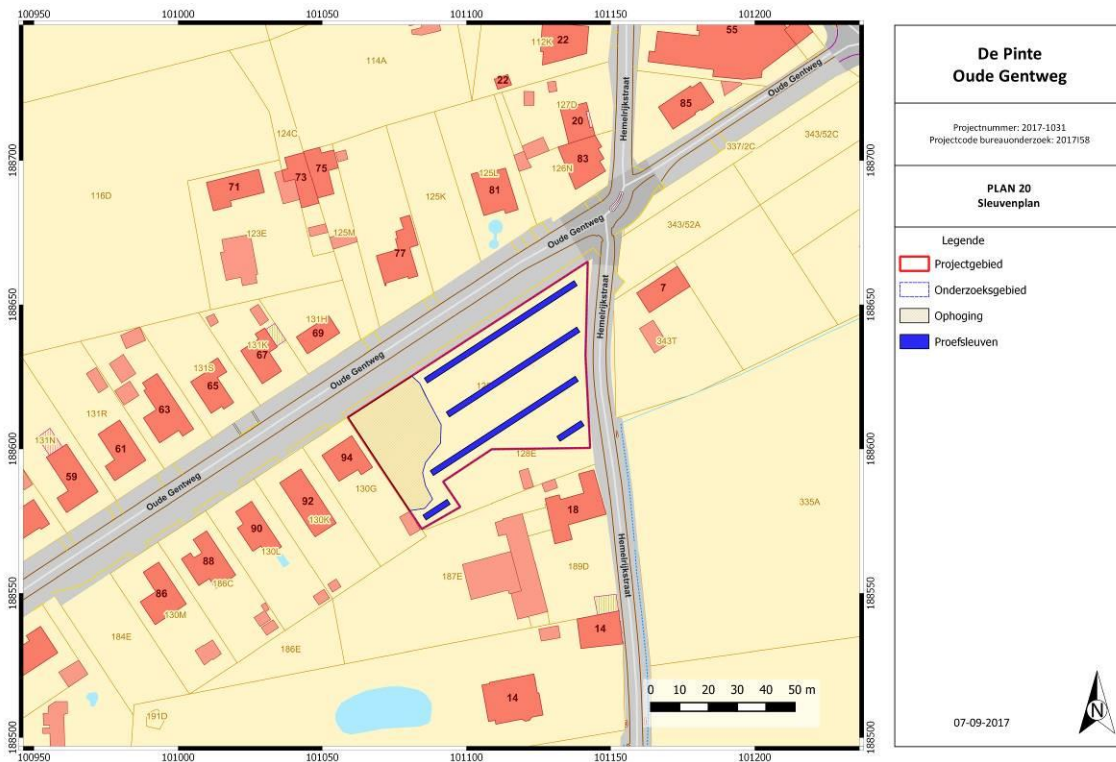 100950 101000 101050 101100 101150 101200
188700
188650
188600
188550
188500
114A
112K
22
55
22
Oude Gentweg
Hemelrijkstraat
85
127D
20
343/52C
124C
337/2C
83
126N
75
73
71
125L
81
116D
125K
343/52A
123E
125M
Oude Gentweg
77
7
131H
69
343T
Hemelrijkstraat
131K
67
Oude Gentweg
131S
65
131R
63
131N
61
59
94
130G
128E
335A
Oude Gentweg
92
130K
18
90
130L
88
186C
187E
189D
Hemelrijkstraat
86
130M
14
184E
186E
14
191D
0 10 20 30 40 50 m
100950 101000 101050 101100 101150 101200
De Pinte
Oude Gentweg
Projectnummer: 2017-1031
Projectcode bureauonderzoek: 2017I58
PLAN 20
Sleuvenplan
Legende
Projectgebied
Onderzoeksgebied
Ophoging
Proefsleuven
07-09-2017
N
188700
188650
188600
188550
188500